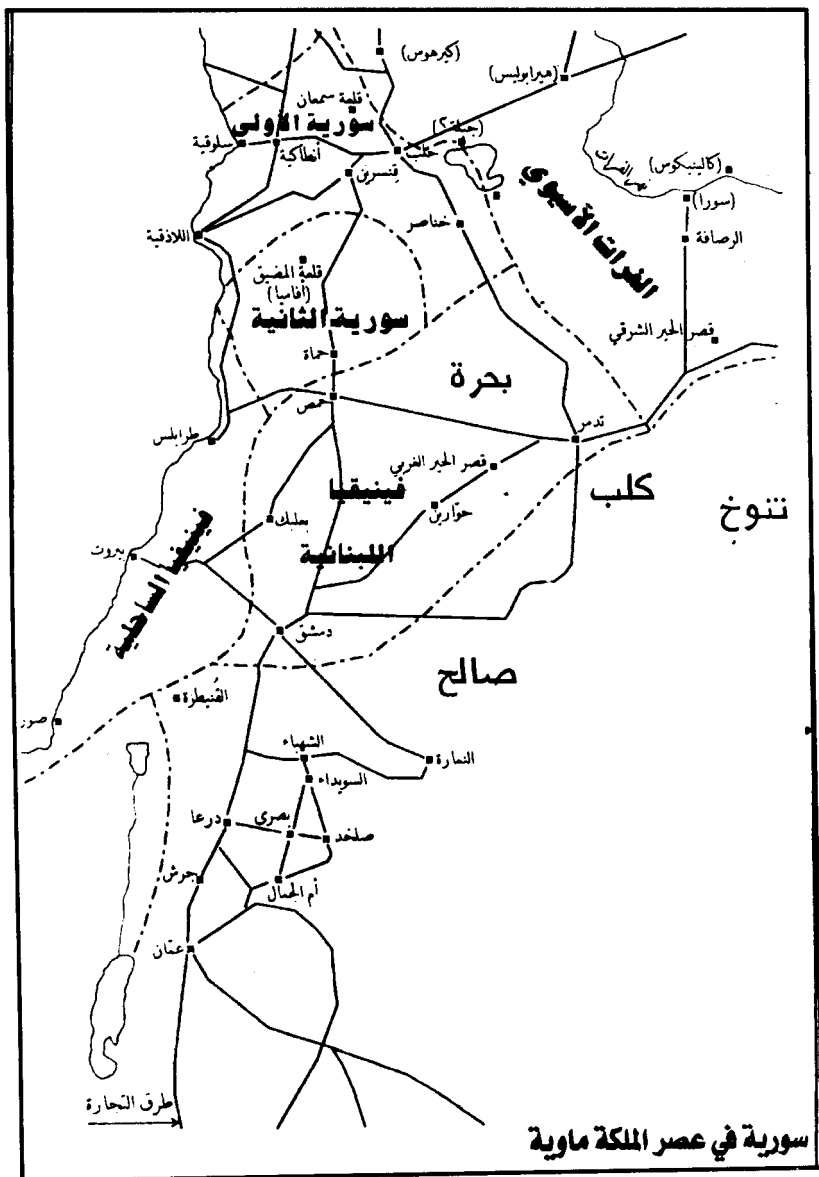 (كيرهوس)
(هيرابوليس)
قلعة سمعان
سورية الأولى
(جبلة؟)
سلوقية
أنطاكية
حلب
نهر الفرات
(كالينيكوس)
قنسرين
الفرات الآسيوي
(سورا)
خناصر
الرصافة
اللاذقية
قلعة المضيق
(أفاميا)
سورية الثانية
قصر الحير الشرقي
حماة
بحرة
حمص
تدمر
طرابلس
قصر الحير الغربي
فينيقيا
اللبنانية
كلب
تنوخ
حوارين
بعلبك
فينيقيا الساحلية
بيروت
دمشق
صالح
القنيطرة
صور
الشهباء
النمارة
السويداء
درعا
بصرى
صلخد
جرش
أم الجمال
عمّان
طرق التجارة
سورية في عصر الملكة ماوية